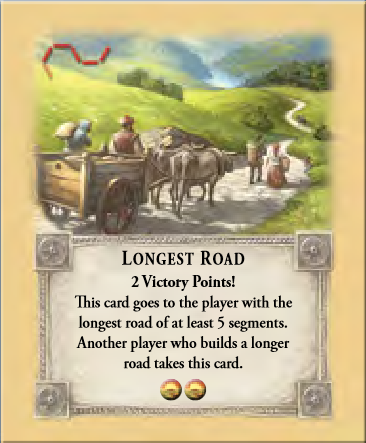 LONGEST ROAD
2 Victory Points!
This card goes to the player with the
longest road of at least 5 segments.
Another player who builds a longer
road takes this card.